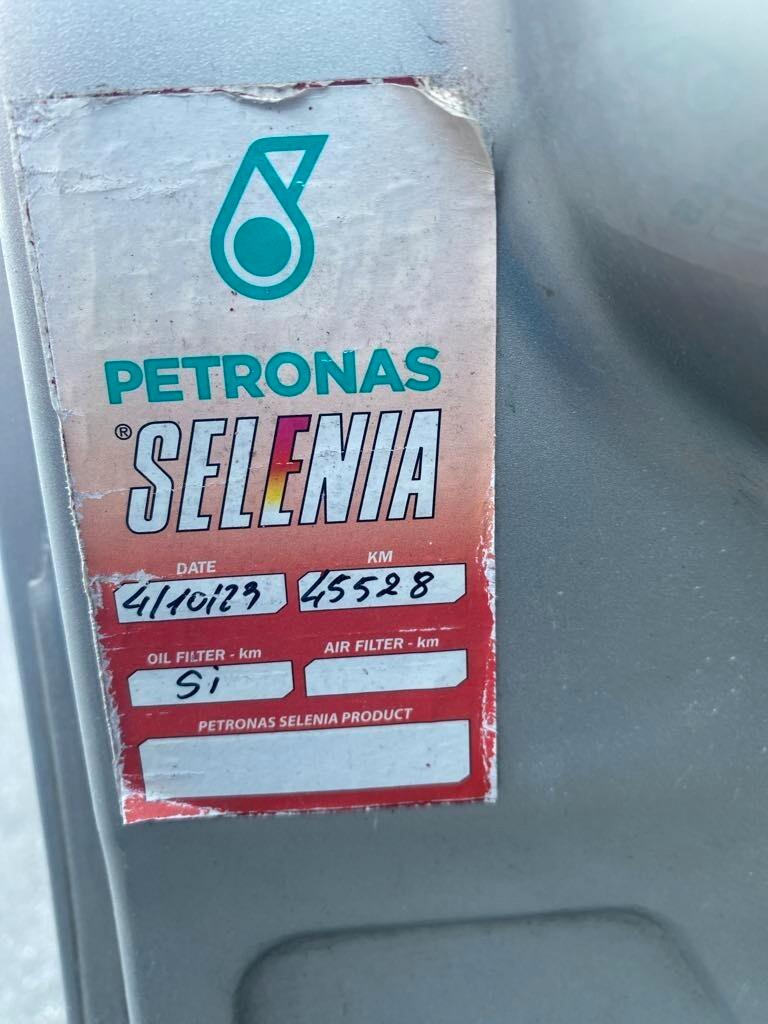 PETRONAS
® SELENIA
DATE KM
4/10/23 45528
OIL FILTER - km AIR FILTER - km
Si
PETRONAS SELENIA PRODUCT